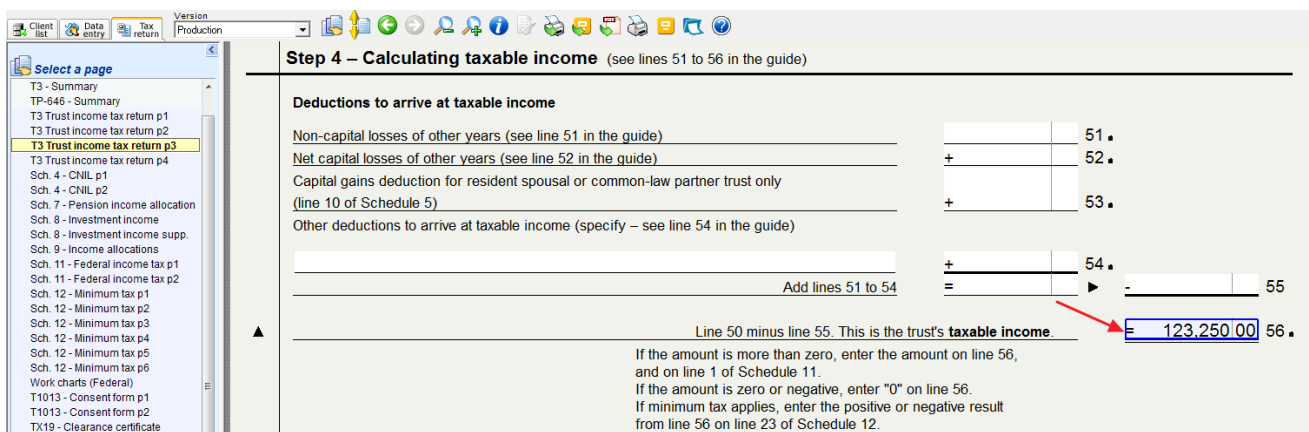 Client list
Data entry
Tax return
Version
Production
Select a page
T3 - Summary
TP-646 - Summary
T3 Trust income tax return p1
T3 Trust income tax return p2
T3 Trust income tax return p3
T3 Trust income tax return p4
Sch. 4 - CNIL p1
Sch. 4 - CNIL p2
Sch. 7 - Pension income allocation
Sch. 8 - Investment income
Sch. 8 - Investment income supp.
Sch. 9 - Income allocations
Sch. 11 - Federal income tax p1
Sch. 11 - Federal income tax p2
Sch. 12 - Minimum tax p1
Sch. 12 - Minimum tax p2
Sch. 12 - Minimum tax p3
Sch. 12 - Minimum tax p4
Sch. 12 - Minimum tax p5
Sch. 12 - Minimum tax p6
Work charts (Federal)
T1013 - Consent form p1
T1013 - Consent form p2
TX19 - Clearance certificate
Step 4 – Calculating taxable income (see lines 51 to 56 in the guide)
Deductions to arrive at taxable income
Non-capital losses of other years (see line 51 in the guide) 51 .
Net capital losses of other years (see line 52 in the guide) + 52 .
Capital gains deduction for resident spousal or common-law partner trust only
(line 10 of Schedule 5) + 53 .
Other deductions to arrive at taxable income (specify – see line 54 in the guide)
+ 54 .
Add lines 51 to 54 = ► - 55
▲ Line 50 minus line 55. This is the trust's taxable income. = 123,250 00 56 .
If the amount is more than zero, enter the amount on line 56,
and on line 1 of Schedule 11.
If the amount is zero or negative, enter "0" on line 56.
If minimum tax applies, enter the positive or negative result
from line 56 on line 23 of Schedule 12.